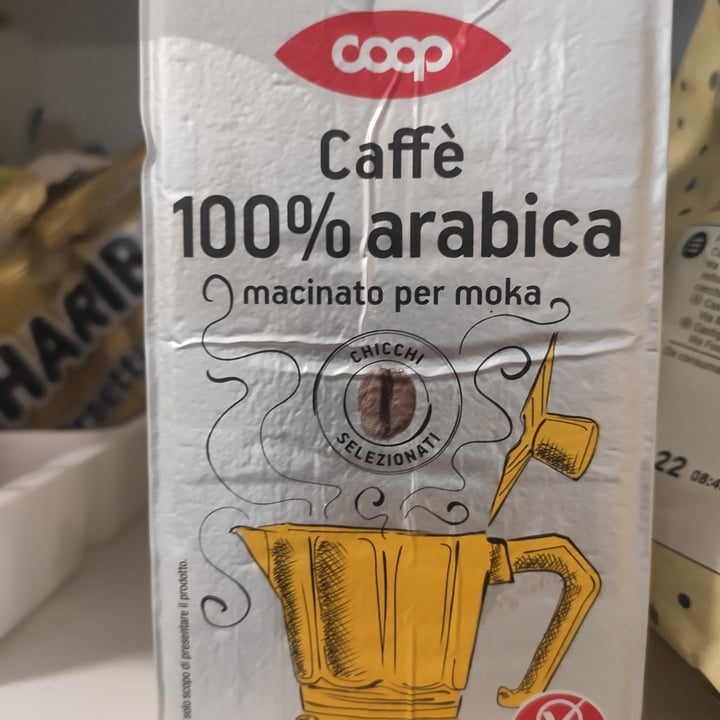 coop
Caffè
100% arabica
macinato per moka
CHICCHI
SELEZIONATI
solo scopo di presentare il prodotto.
HARIB
22 08:4